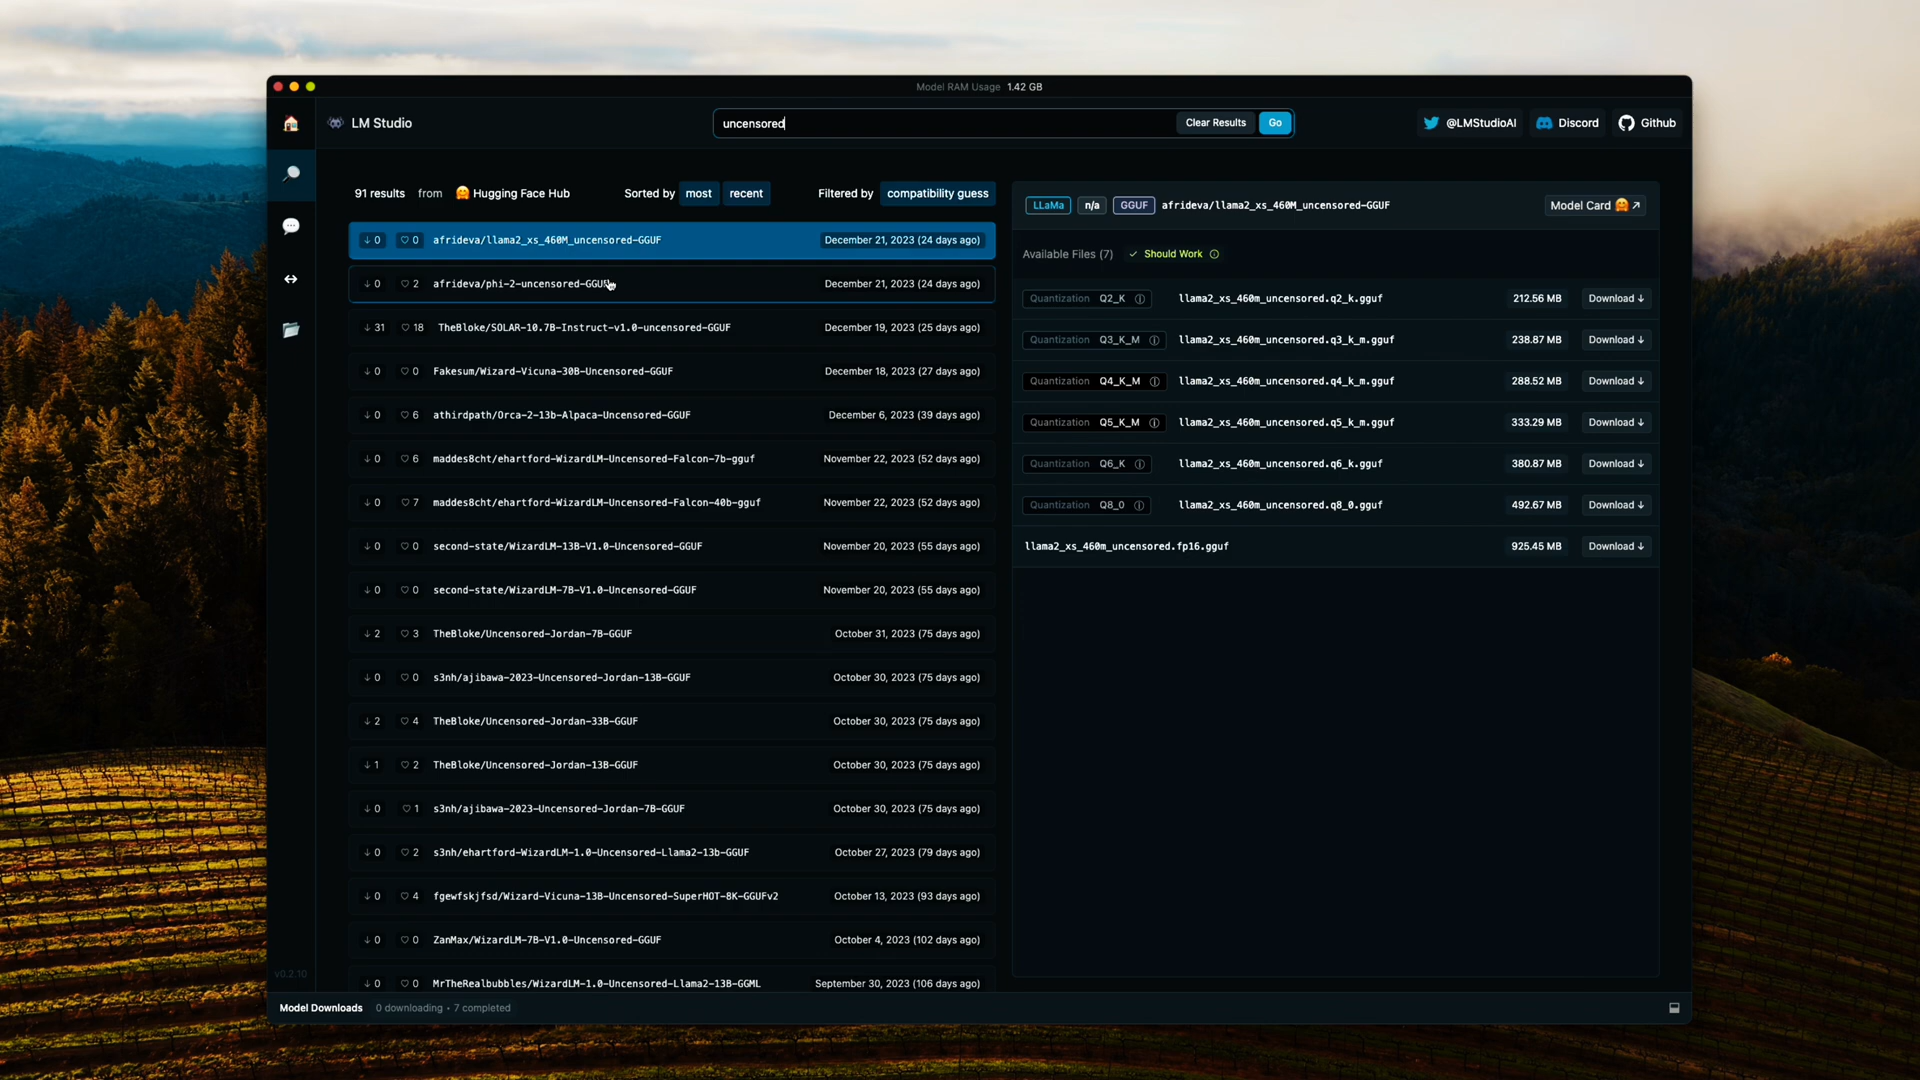 Model RAM Usage 1.42 GB
LM Studio
uncensored
Clear Results
Go
@LMStudioAI
Discord
Github
91 results from Hugging Face Hub
Sorted by most recent
Filtered by compatibility guess
0 0 afrideva/llama2_xs_460M_uncensored-GGUF December 21, 2023 (24 days ago)
0 2 afrideva/phi-2-uncensored-GGUF December 21, 2023 (24 days ago)
31 18 TheBloke/SOLAR-10.7B-Instruct-v1.0-uncensored-GGUF December 19, 2023 (25 days ago)
0 0 Fakesum/Wizard-Vicuna-30B-Uncensored-GGUF December 18, 2023 (27 days ago)
0 6 athirdpath/Orca-2-13b-Alpaca-Uncensored-GGUF December 6, 2023 (39 days ago)
0 6 maddes8cht/ehartford-WizardLM-Uncensored-Falcon-7b-gguf November 22, 2023 (52 days ago)
0 7 maddes8cht/ehartford-WizardLM-Uncensored-Falcon-40b-gguf November 22, 2023 (52 days ago)
0 0 second-state/WizardLM-13B-V1.0-Uncensored-GGUF November 20, 2023 (55 days ago)
0 0 second-state/WizardLM-7B-V1.0-Uncensored-GGUF November 20, 2023 (55 days ago)
2 3 TheBloke/Uncensored-Jordan-7B-GGUF October 31, 2023 (75 days ago)
0 0 s3nh/ajibawa-2023-Uncensored-Jordan-13B-GGUF October 30, 2023 (75 days ago)
2 4 TheBloke/Uncensored-Jordan-33B-GGUF October 30, 2023 (75 days ago)
1 2 TheBloke/Uncensored-Jordan-13B-GGUF October 30, 2023 (75 days ago)
0 1 s3nh/ajibawa-2023-Uncensored-Jordan-7B-GGUF October 30, 2023 (75 days ago)
0 2 s3nh/ehartford-WizardLM-1.0-Uncensored-Llama2-13b-GGUF October 27, 2023 (79 days ago)
0 4 fgewfskjfsd/Wizard-Vicuna-13B-Uncensored-SuperHOT-8K-GGUFv2 October 13, 2023 (93 days ago)
0 0 ZanMax/WizardLM-7B-V1.0-Uncensored-GGUF October 4, 2023 (102 days ago)
0 0 MrTheRealbubbles/WizardLM-1.0-Uncensored-Llama2-13B-GGML September 30, 2023 (106 days ago)
LLaMa n/a GGUF afrideva/llama2_xs_460M_uncensored-GGUF
Model Card
Available Files (7) Should Work
Quantization Q2_K llama2_xs_460m_uncensored.q2_k.gguf 212.56 MB Download
Quantization Q3_K_M llama2_xs_460m_uncensored.q3_k_m.gguf 238.87 MB Download
Quantization Q4_K_M llama2_xs_460m_uncensored.q4_k_m.gguf 288.52 MB Download
Quantization Q5_K_M llama2_xs_460m_uncensored.q5_k_m.gguf 333.29 MB Download
Quantization Q6_K llama2_xs_460m_uncensored.q6_k.gguf 380.87 MB Download
Quantization Q8_0 llama2_xs_460m_uncensored.q8_0.gguf 492.67 MB Download
llama2_xs_460m_uncensored.fp16.gguf 925.45 MB Download
v0.2.10
Model Downloads 0 downloading • 7 completed